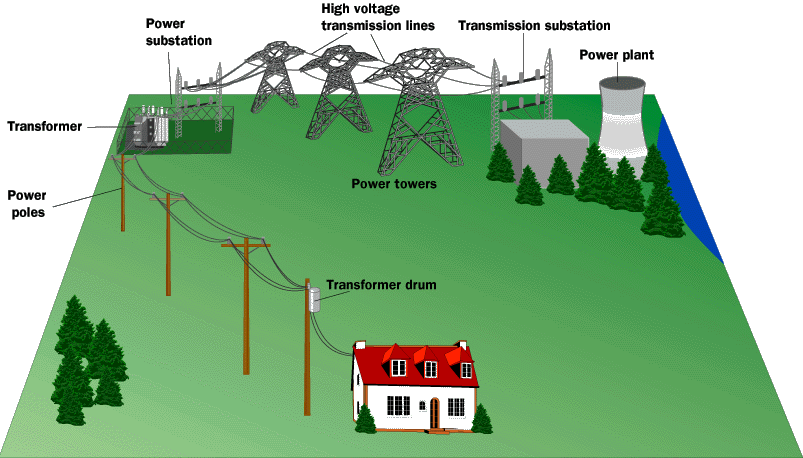 Power
substation
High voltage
transmission lines
Transmission substation
Power plant
Transformer
Power towers
Power
poles
Transformer drum